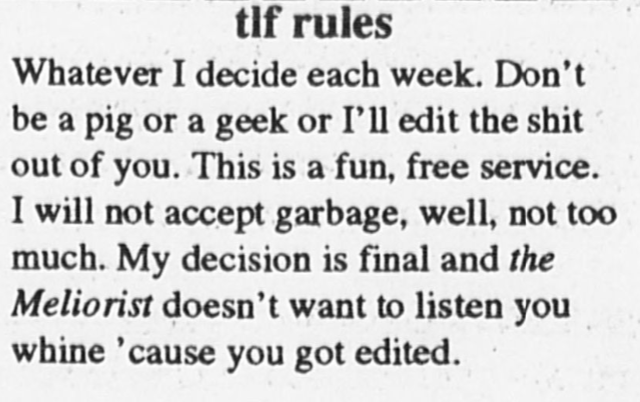 tlf rules
Whatever I decide each week. Don't
be a pig or a geek or I'll edit the shit
out of you. This is a fun, free service.
I will not accept garbage, well, not too
much. My decision is final and the
Meliorist doesn't want to listen you
whine 'cause you got edited.